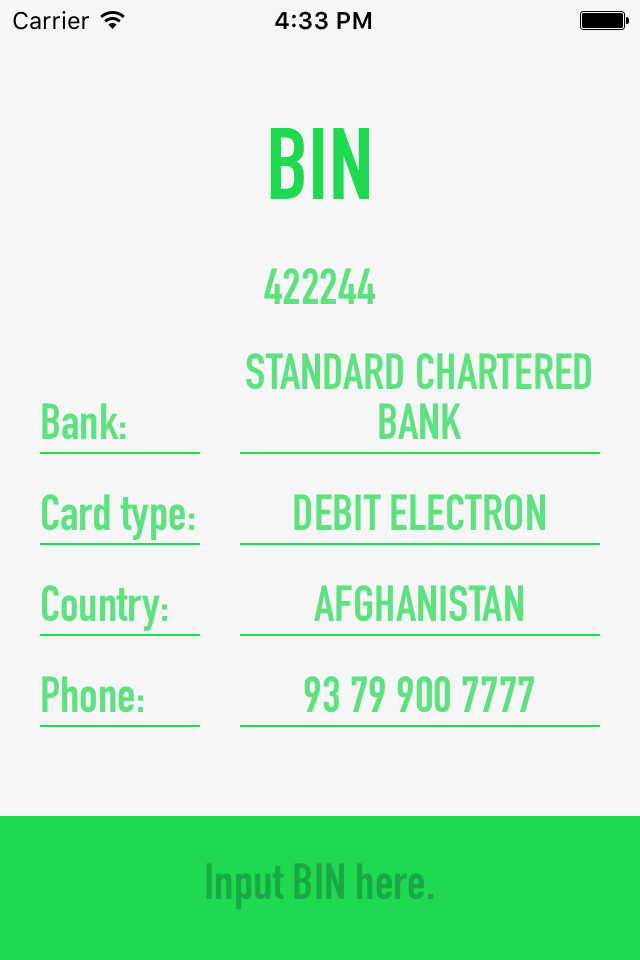 Carrier 4:33 PM
BIN
422244
STANDARD CHARTERED
Bank: BANK
Card type: DEBIT ELECTRON
Country: AFGHANISTAN
Phone: 93 79 900 7777
Input BIN here.